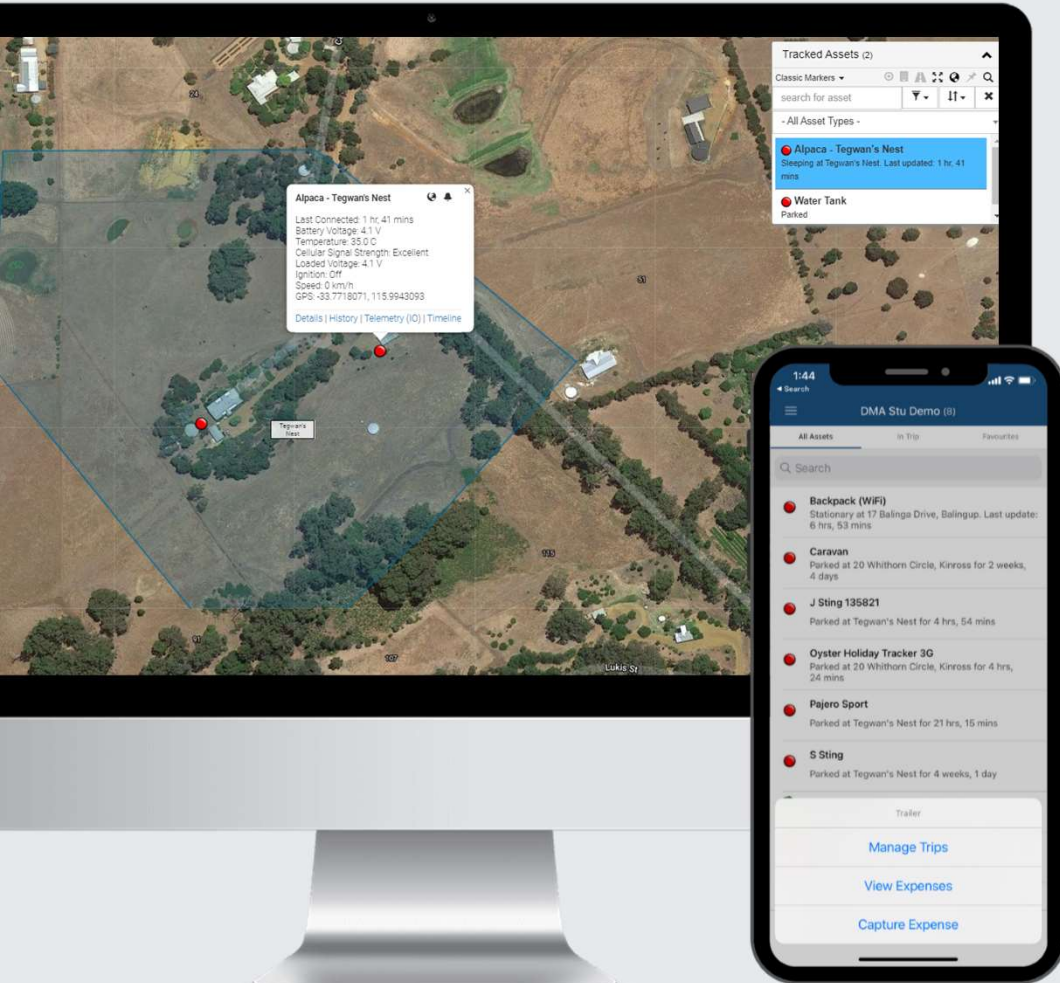 Tracked Assets (2)
Classic Markers
search for asset
- All Asset Types -
Alpaca - Tegwan's Nest
Sleeping at Tegwan's Nest. Last updated: 1 hr, 41
mins
Water Tank
Parked
24
51
Alpaca - Tegwan's Nest
Last Connected: 1 hr, 41 mins
Battery Voltage: 4.1 V
Temperature: 35.0 C
Cellular Signal Strength: Excellent
Loaded Voltage: 4.1 V
Ignition: Off
Speed: 0 km/h
GPS: -33.7718071, 115.9943093
Details | History | Telemetry (IO) | Timeline
Tegwan's
Nest
115
91
107
Lukis St
1:44
Search
DMA Stu Demo (8)
All Assets
In Trip
Favourites
Search
Backpack (WiFi)
Stationary at 17 Balinga Drive, Balingup. Last update:
6 hrs, 53 mins
Caravan
Parked at 20 Whithorn Circle, Kinross for 2 weeks,
4 days
J Sting 135821
Parked at Tegwan's Nest for 4 hrs, 54 mins
Oyster Holiday Tracker 3G
Parked at 20 Whithorn Circle, Kinross for 4 hrs,
24 mins
Pajero Sport
Parked at Tegwan's Nest for 21 hrs, 15 mins
S Sting
Parked at Tegwan's Nest for 4 weeks, 1 day
Trailer
Manage Trips
View Expenses
Capture Expense